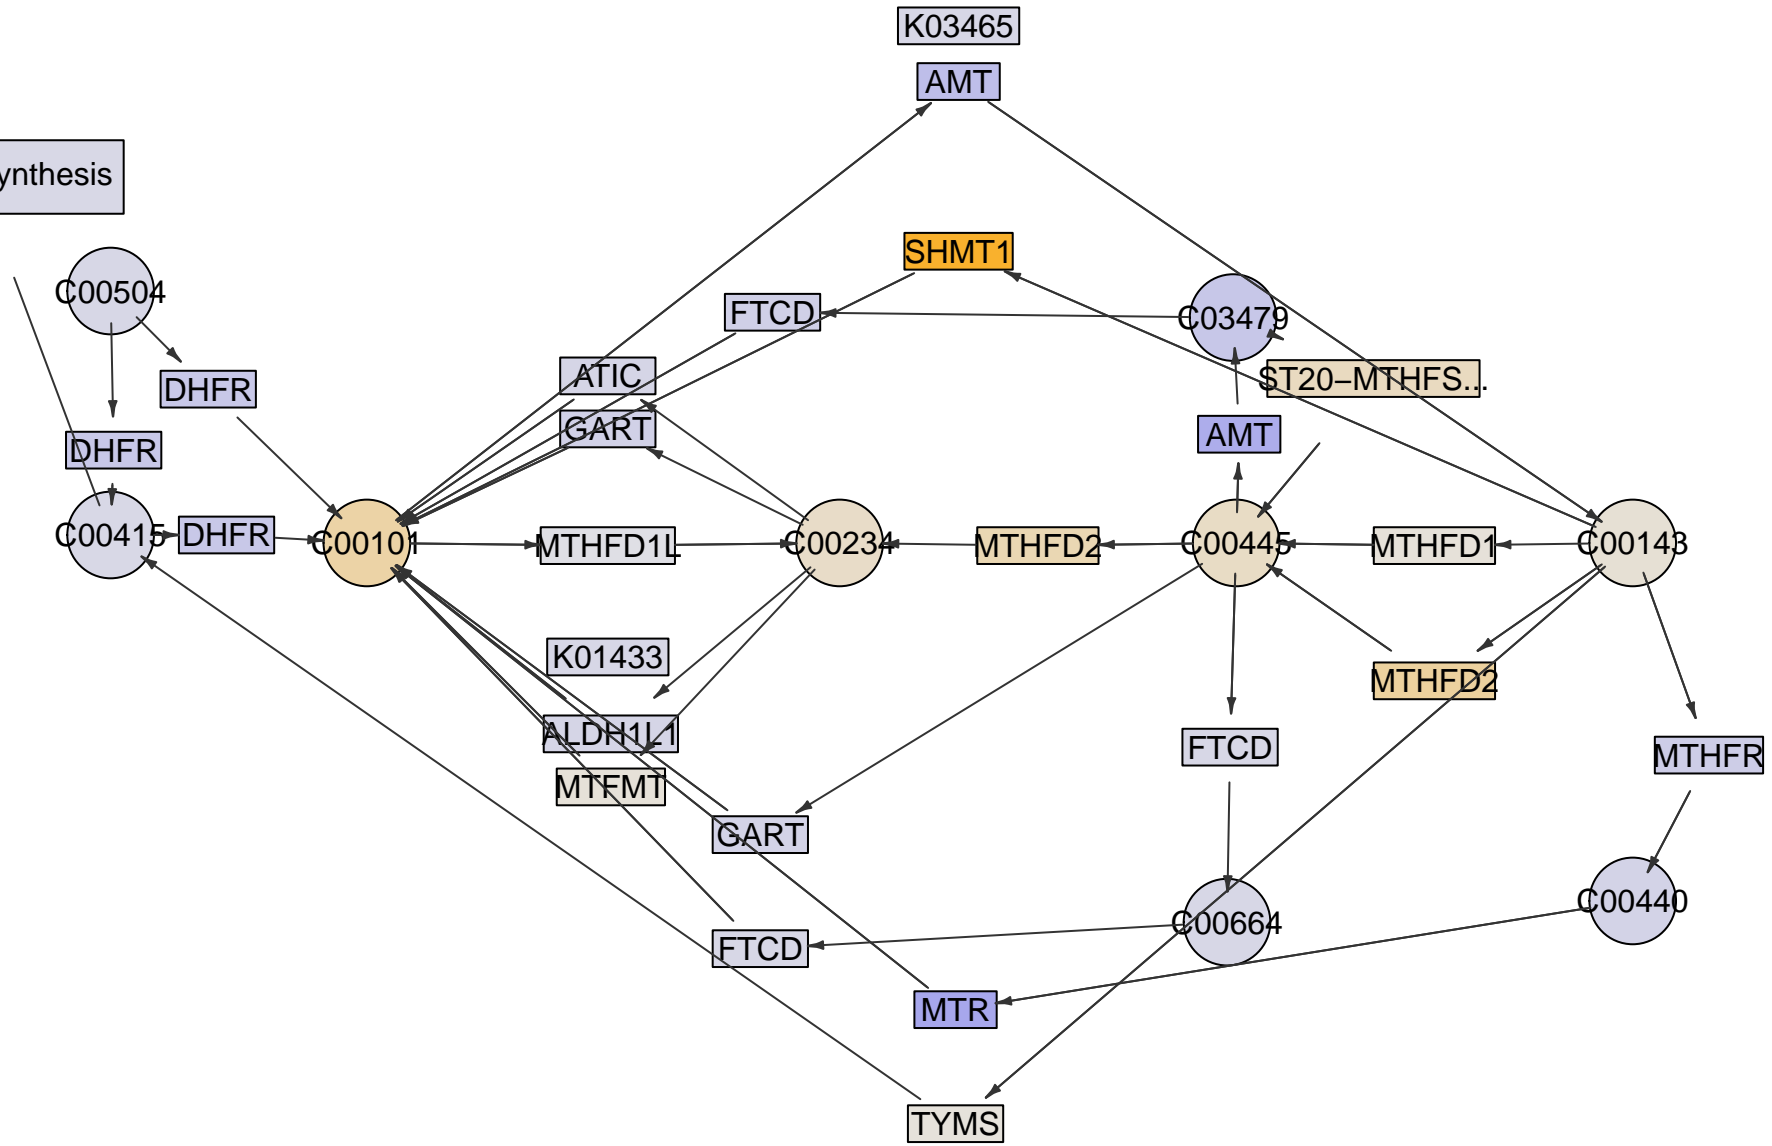 K03465
AMT
ynthesis
SHMT1
C00504
FTCD
C03479
ATIC
ST20−MTHFS...
DHFR
GART
AMT
DHFR
C00415
DHFR
C00101
MTHFD1L
C00234
MTHFD2
C00445
MTHFD1
C00143
K01433
MTHFD2
ALDH1L1
FTCD
MTHFR
MTFMT
GART
C00440
C00664
FTCD
MTR
TYMS